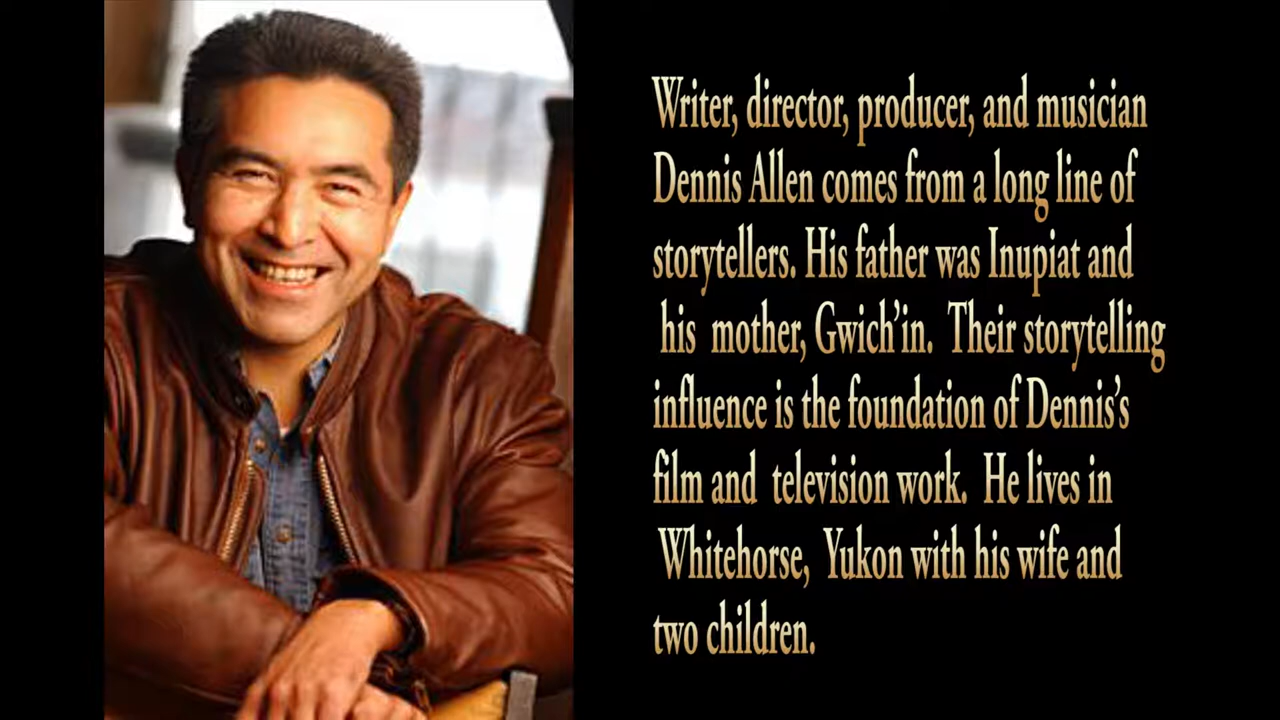 Writer, director, producer, and musician
Dennis Allen comes from a long line of
storytellers. His father was Inupiat and
his mother, Gwich’in. Their storytelling
influence is the foundation of Dennis’s
film and television work. He lives in
Whitehorse, Yukon with his wife and
two children.